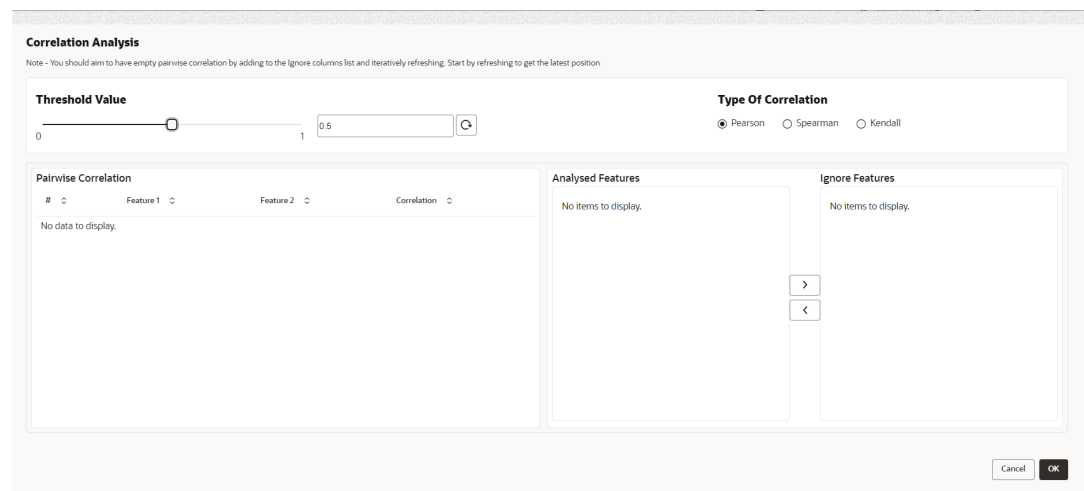 Correlation Analysis
Note - You should aim to have empty pairwise correlation by adding to the Ignore columns list and iteratively refreshing. Start by refreshing to get the latest position
Threshold Value
Type Of Correlation
0 1
0.5
Pearson Spearman Kendall
Pairwise Correlation
# Feature 1 Feature 2 Correlation
No data to display.
Analysed Features
No items to display.
Ignore Features
No items to display.
Cancel OK